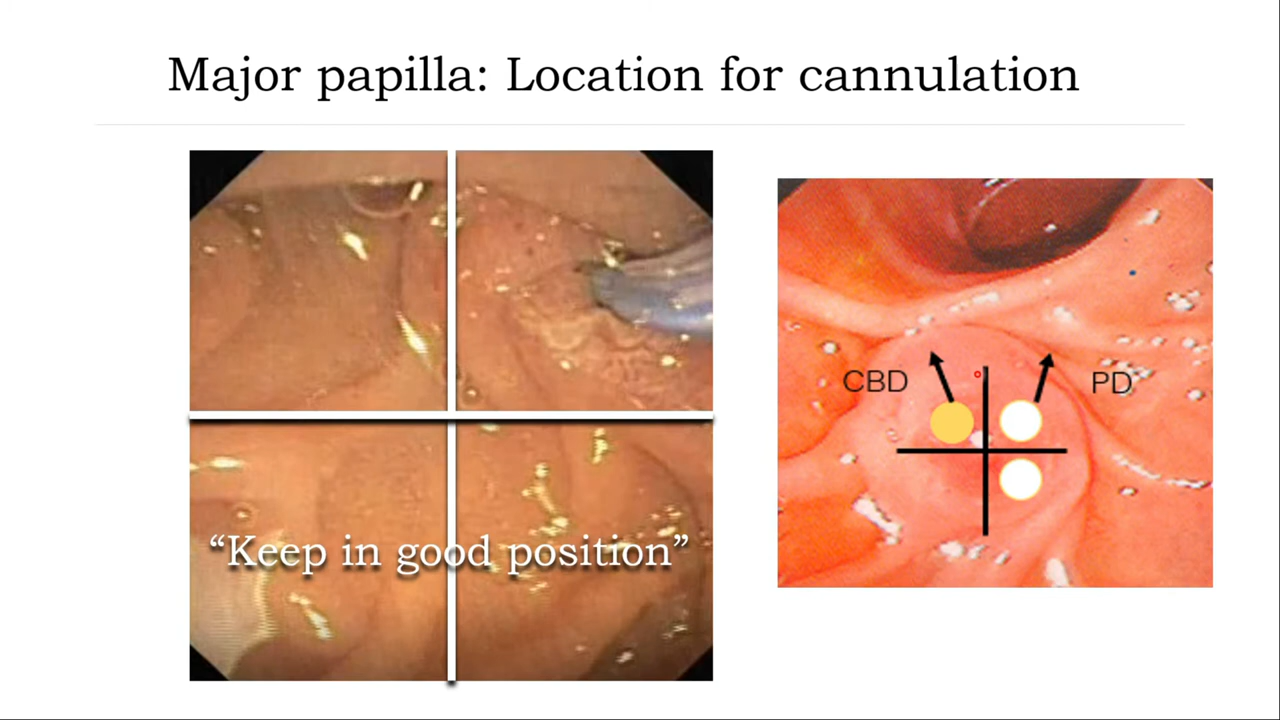 Major papilla: Location for cannulation
“Keep in good position”
CBD
PD